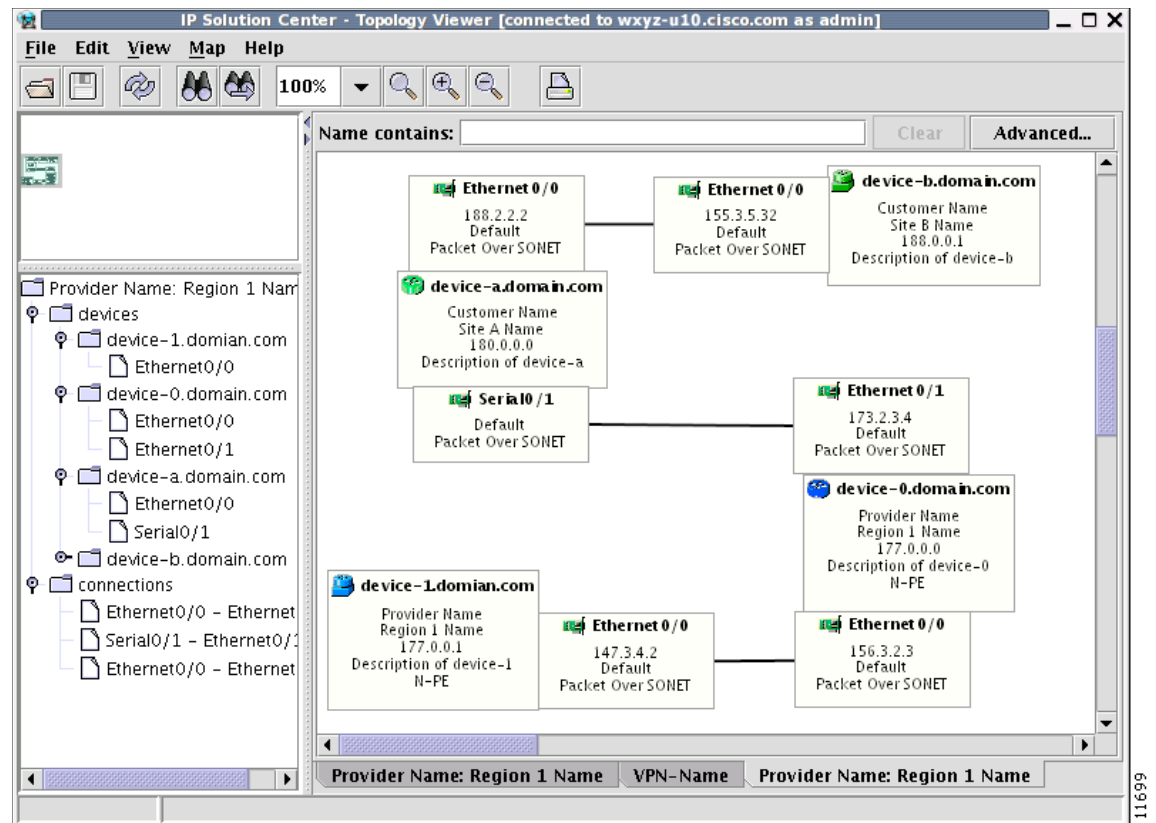 IP Solution Center - Topology Viewer [connected to wxyz-u10.cisco.com as admin]
File Edit View Map Help
100%
Name contains:
Clear
Advanced...
Provider Name: Region 1 Nam
devices
device-1.domian.com
Ethernet0/0
device-0.domain.com
Ethernet0/0
Ethernet0/1
device-a.domain.com
Ethernet0/0
Serial0/1
device-b.domain.com
connections
Ethernet0/0 - Ethernet
Serial0/1 - Ethernet0/1
Ethernet0/0 - Ethernet
Ethernet0/0
188.2.2.2
Default
Packet Over SONET
Ethernet0/0
155.3.5.32
Default
Packet Over SONET
device-b.domain.com
Customer Name
Site B Name
188.0.0.1
Description of device-b
device-a.domain.com
Customer Name
Site A Name
180.0.0.0
Description of device-a
Serial0/1
Default
Packet Over SONET
Ethernet0/1
173.2.3.4
Default
Packet Over SONET
device-0.domain.com
Provider Name
Region 1 Name
177.0.0.0
Description of device-0
N-PE
device-1.domian.com
Provider Name
Region 1 Name
177.0.0.1
Description of device-1
N-PE
Ethernet0/0
147.3.4.2
Default
Packet Over SONET
Ethernet0/0
156.3.2.3
Default
Packet Over SONET
Provider Name: Region 1 Name
VPN-Name
Provider Name: Region 1 Name
11699